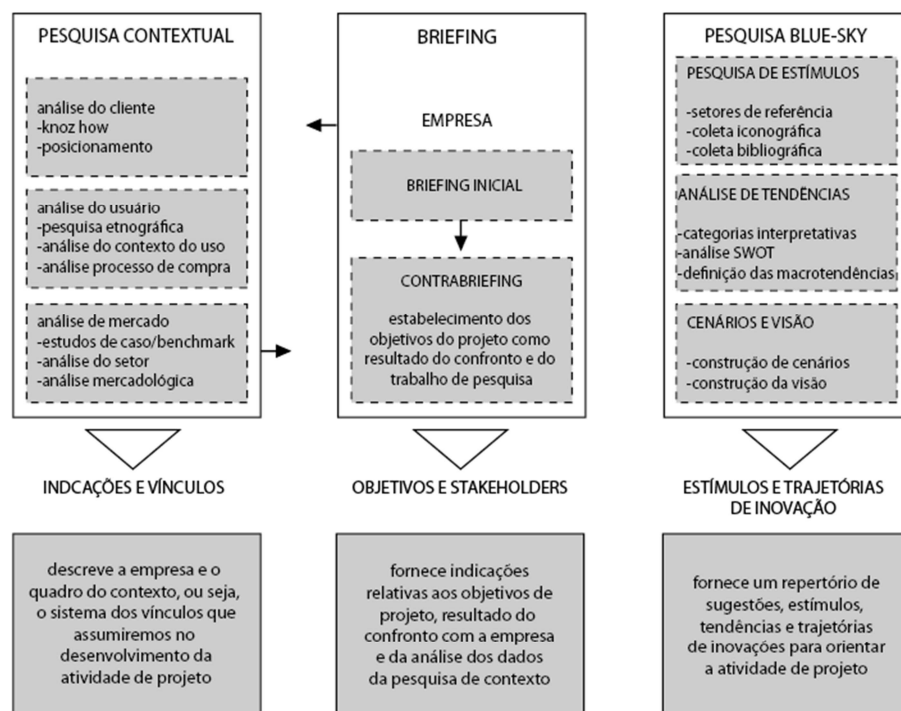 PESQUISA CONTEXTUAL
análise do cliente
-knoz how
-posicionamento
análise do usuário
-pesquisa etnográfica
-análise do contexto do uso
-análise processo de compra
análise de mercado
-estudos de caso/benchmark
-análise do setor
-análise mercadológica
INDCAÇÕES E VÍNCULOS
descreve a empresa e o
quadro do contexto, ou seja,
o sistema dos vínculos que
assumiremos no
desenvolvimento da
atividade de projeto
BRIEFING
EMPRESA
BRIEFING INICIAL
CONTRABRIEFING
estabelecimento dos
objetivos do projeto como
resultado do confronto e do
trabalho de pesquisa
OBJETIVOS E STAKEHOLDERS
fornece indicações
relativas aos objetivos de
projeto, resultado do
confronto com a empresa
e da análise dos dados
da pesquisa de contexto
PESQUISA BLUE-SKY
PESQUISA DE ESTÍMULOS
-setores de referência
-coleta iconográfica
-coleta bibliográfica
ANÁLISE DE TENDÊNCIAS
-categorias interpretativas
-análise SWOT
-definição das macrotendências
CENÁRIOS E VISÃO
-construção de cenários
-construção da visão
ESTÍMULOS E TRAJETÓRIAS
DE INOVAÇÃO
fornece um repertório de
sugestões, estímulos,
tendências e trajetórias
de inovações para orientar
a atividade de projeto